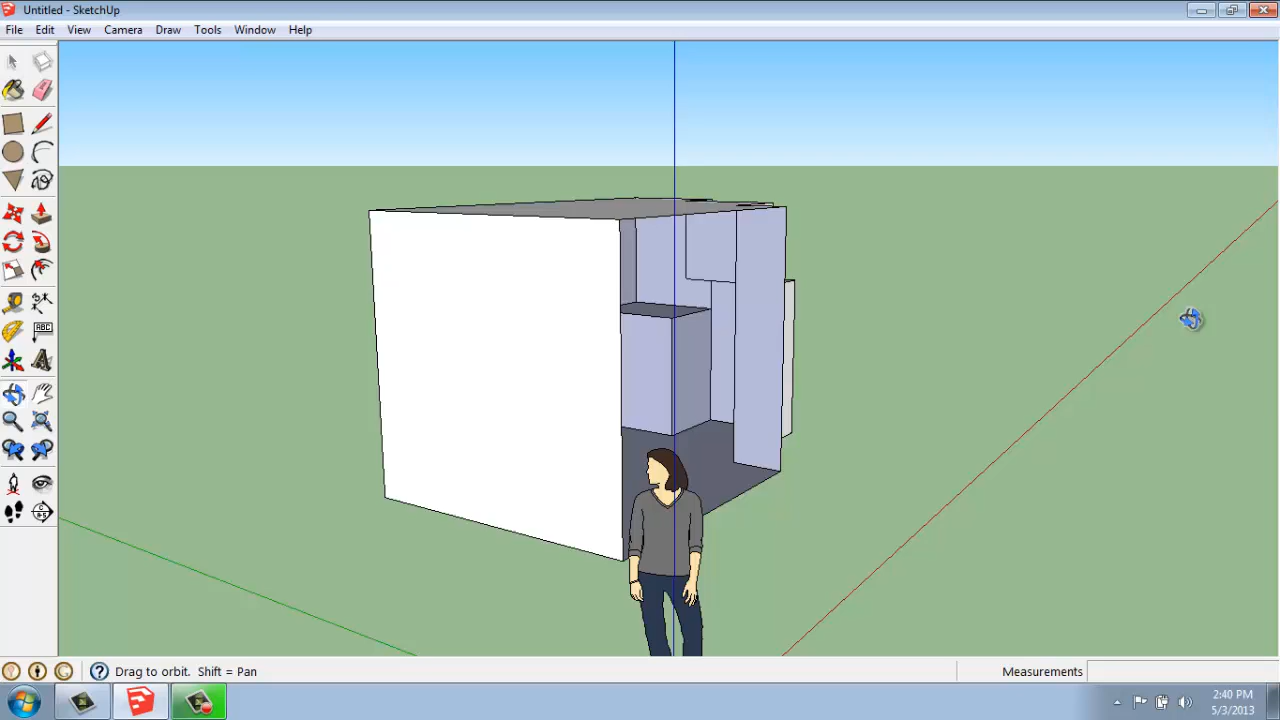 Untitled - SketchUp
File Edit View Camera Draw Tools Window Help
ABC
Drag to orbit. Shift = Pan
Measurements
2:40 PM
5/3/2013